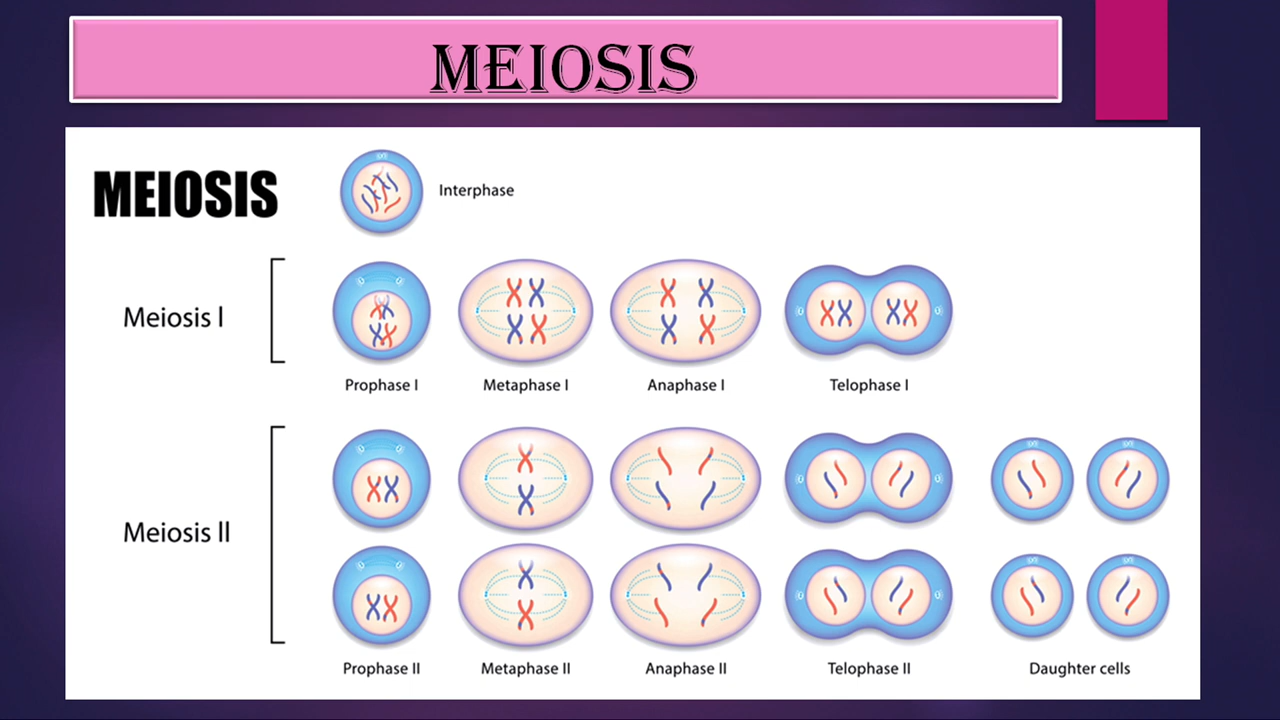 MEIOSIS
MEIOSIS
Interphase
Meiosis I
Prophase I
Metaphase I
Anaphase I
Telophase I
Meiosis II
Prophase II
Metaphase II
Anaphase II
Telophase II
Daughter cells